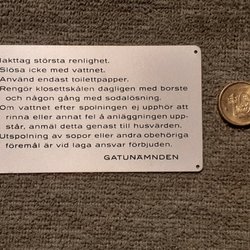 Iakttag största renlighet.
Slösa icke med vattnet.
Använd endast toilettpapper.
Rengör klosettskålen dagligen med borste
och någon gång med sodalösning.
Om vattnet efter spolningen ej upphör att
rinna eller annat fel å anläggningen upp-
står, anmäl detta genast till husvärden.
Utspolning av sopor eller andra obehöriga
föremål är vid laga ansvar förbjuden.
GATUNÄMNDEN